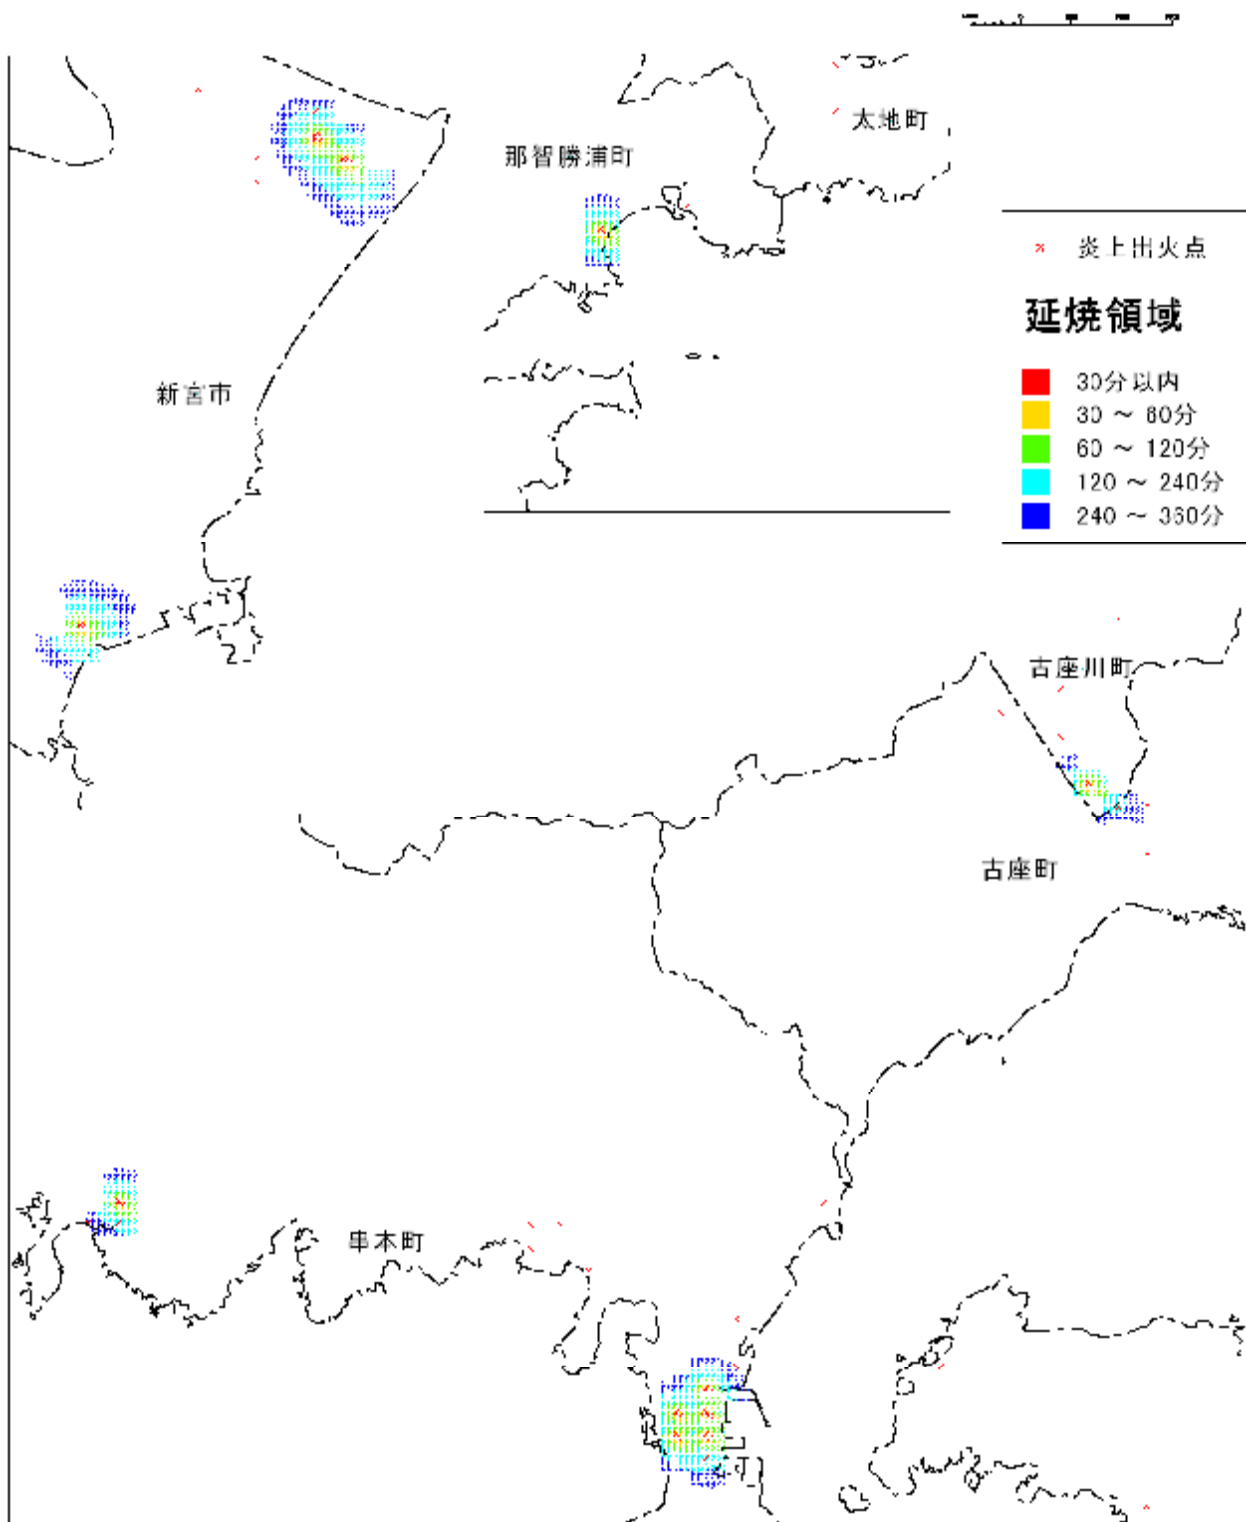 太地町
那智勝浦町
炎上出火点
延焼領域
新宮市
30分以内
30 ～ 60分
60 ～ 120分
120 ～ 240分
240 ～ 360分
古座川町
古座町
串本町